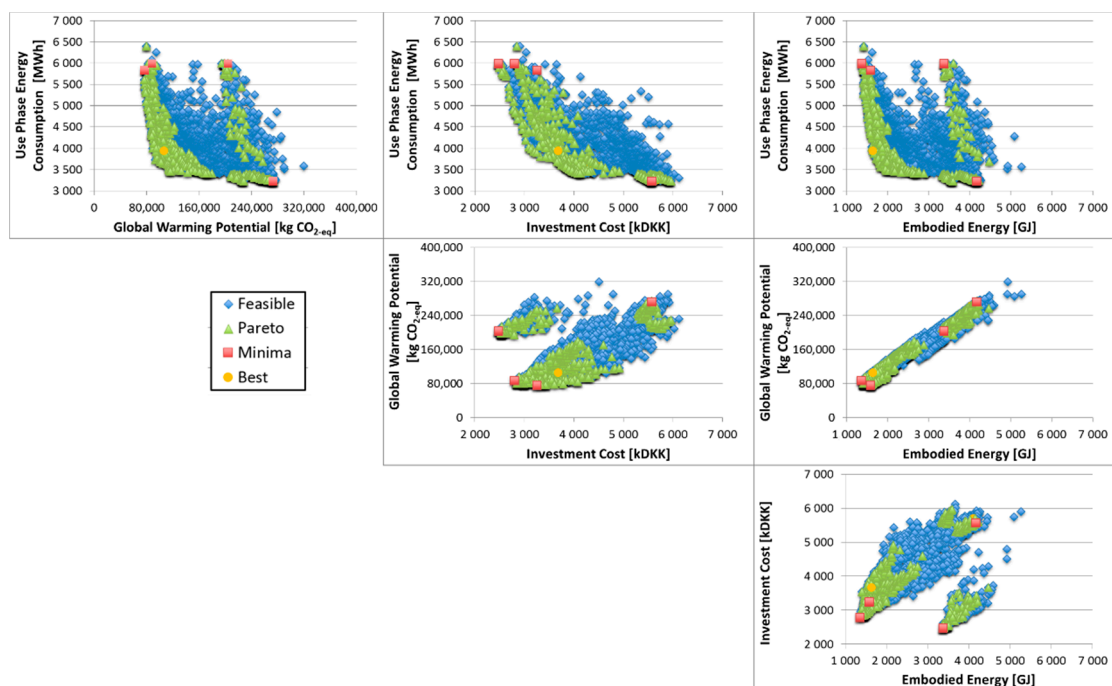 7 000
6 500
6 000
5 500
5 000
4 500
4 000
3 500
3 000
Use Phase Energy
Consumption [MWh]
0 80,000 160,000 240,000 320,000 400,000
Global Warming Potential [kg CO2-eq]
7 000
6 500
6 000
5 500
5 000
4 500
4 000
3 500
3 000
Use Phase Energy
Consumption [MWh]
2 000 3 000 4 000 5 000 6 000 7 000
Investment Cost [kDKK]
7 000
6 500
6 000
5 500
5 000
4 500
4 000
3 500
3 000
Use Phase Energy
Consumption [MWh]
1 000 2 000 3 000 4 000 5 000 6 000 7 000
Embodied Energy [GJ]
Feasible
Pareto
Minima
Best
400,000
320,000
240,000
160,000
80,000
0
Global Warming Potential
[kg CO2-eq]
2 000 3 000 4 000 5 000 6 000 7 000
Investment Cost [kDKK]
400,000
320,000
240,000
160,000
80,000
0
Global Warming Potential
[kg CO2-eq]
1 000 2 000 3 000 4 000 5 000 6 000 7 000
Embodied Energy [GJ]
7 000
6 000
5 000
4 000
3 000
2 000
Investment Cost [kDKK]
1 000 2 000 3 000 4 000 5 000 6 000 7 000
Embodied Energy [GJ]